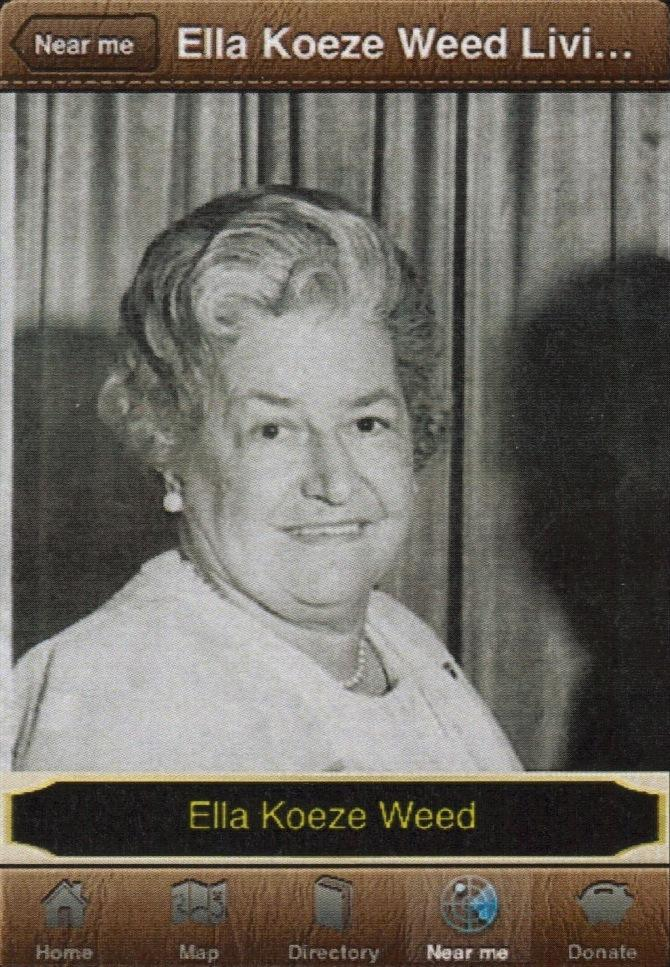 Near me
Ella Koeze Weed Livi...
Ella Koeze Weed
Home
Map
Directory
Near me
Donate